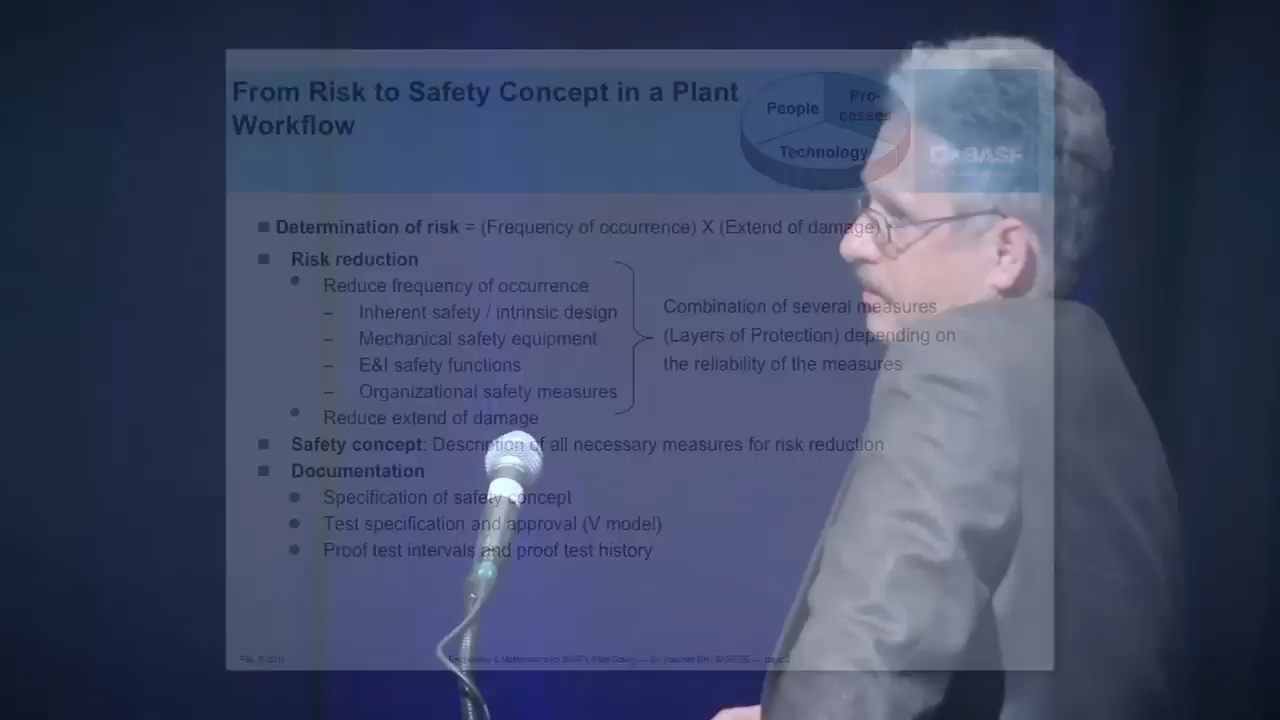 From Risk to Safety Concept in a Plant
Workflow
People
Pro-
cesses
Technology
BASF
■ Determination of risk = (Frequency of occurrence) X (Extend of damage)
■ Risk reduction
● Reduce frequency of occurrence
– Inherent safety / intrinsic design
– Mechanical safety equipment
– E&I safety functions
– Organizational safety measures
Combination of several measures
(Layers of Protection) depending on
the reliability of the measures
● Reduce extend of damage
■ Safety concept: Description of all necessary measures for risk reduction
■ Documentation
● Specification of safety concept
● Test specification and approval (V model)
● Proof test intervals and proof test history